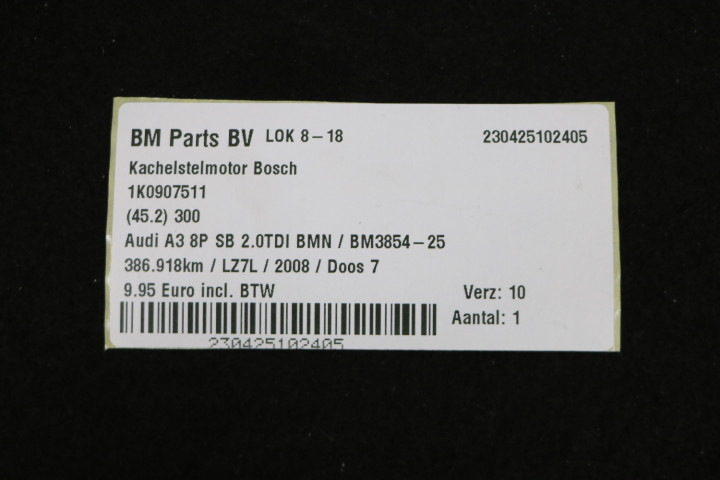 BM Parts BV LOK 8-18 230425102405
Kachelstelmotor Bosch
1K0907511
(45.2) 300
Audi A3 8P SB 2.0TDI BMN / BM3854-25
386.918km / LZ7L / 2008 / Doos 7
9.95 Euro incl. BTW Verz: 10
Aantal: 1
230425102405